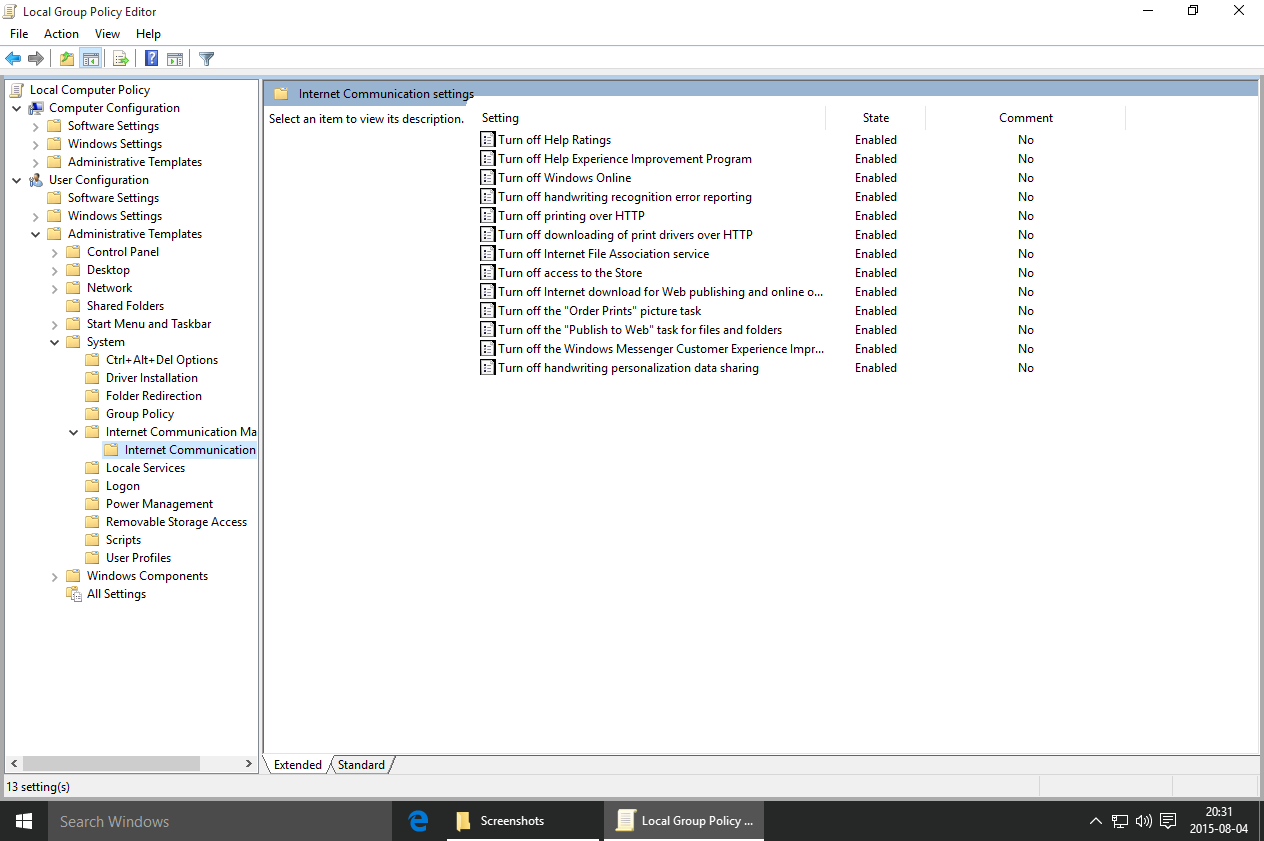 Local Group Policy Editor
File Action View Help
Local Computer Policy
Computer Configuration
Software Settings
Windows Settings
Administrative Templates
User Configuration
Software Settings
Windows Settings
Administrative Templates
Control Panel
Desktop
Network
Shared Folders
Start Menu and Taskbar
System
Ctrl+Alt+Del Options
Driver Installation
Folder Redirection
Group Policy
Internet Communication Ma
Internet Communication
Locale Services
Logon
Power Management
Removable Storage Access
Scripts
User Profiles
Windows Components
All Settings
Internet Communication settings
Select an item to view its description.
Setting State Comment
Turn off Help Ratings Enabled No
Turn off Help Experience Improvement Program Enabled No
Turn off Windows Online Enabled No
Turn off handwriting recognition error reporting Enabled No
Turn off printing over HTTP Enabled No
Turn off downloading of print drivers over HTTP Enabled No
Turn off Internet File Association service Enabled No
Turn off access to the Store Enabled No
Turn off Internet download for Web publishing and online o... Enabled No
Turn off the "Order Prints" picture task Enabled No
Turn off the "Publish to Web" task for files and folders Enabled No
Turn off the Windows Messenger Customer Experience Impr... Enabled No
Turn off handwriting personalization data sharing Enabled No
Extended Standard
13 setting(s)
Search Windows
Screenshots
Local Group Policy ...
20:31
2015-08-04